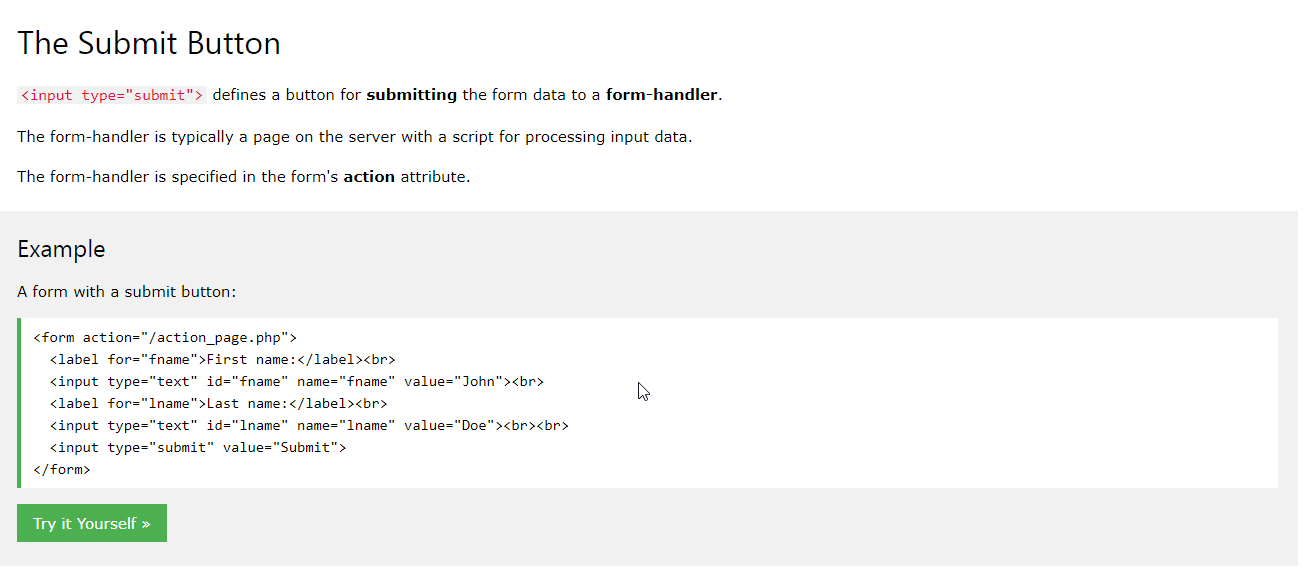 The Submit Button
<input type="submit"> defines a button for submitting the form data to a form-handler.
The form-handler is typically a page on the server with a script for processing input data.
The form-handler is specified in the form's action attribute.
Example
A form with a submit button:
<form action="/action_page.php">
  <label for="fname">First name:</label><br>
  <input type="text" id="fname" name="fname" value="John"><br>
  <label for="lname">Last name:</label><br>
  <input type="text" id="lname" name="lname" value="Doe"><br><br>
  <input type="submit" value="Submit">
</form>
Try it Yourself »